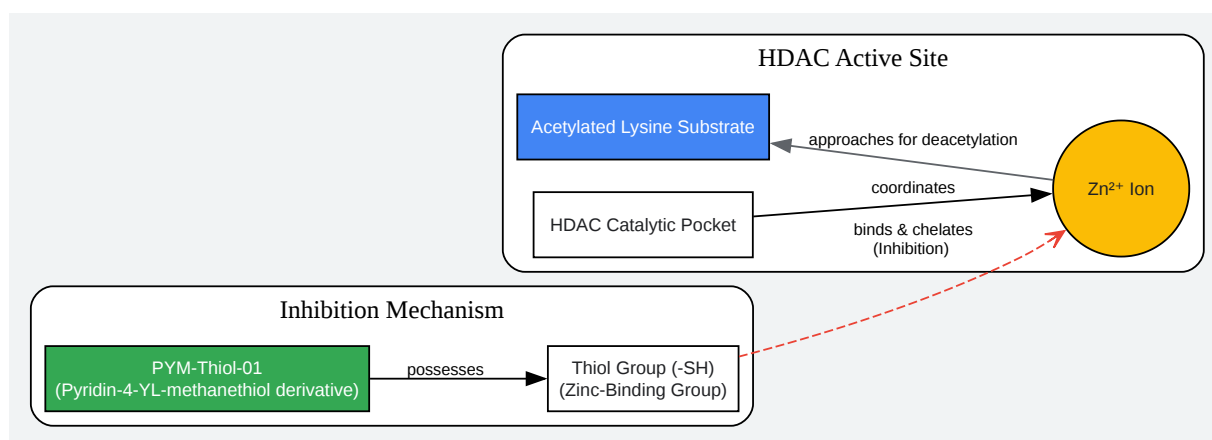 HDAC Active Site
Acetylated Lysine Substrate
approaches for deacetylation
Zn²⁺ Ion
coordinates
HDAC Catalytic Pocket
binds & chelates
(Inhibition)
Inhibition Mechanism
PYM-Thiol-01
(Pyridin-4-YL-methanethiol derivative)
possesses
Thiol Group (-SH)
(Zinc-Binding Group)